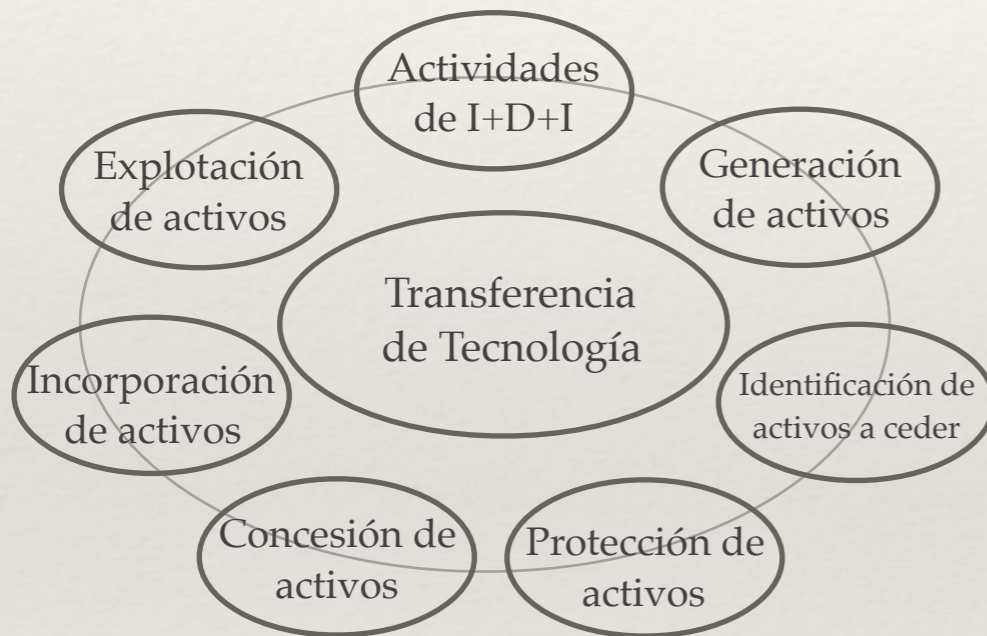 Actividades
de I+D+I
Generación
de activos
Identificación de
activos a ceder
Protección de
activos
Concesión de
activos
Incorporación
de activos
Explotación
de activos
Transferencia
de Tecnología